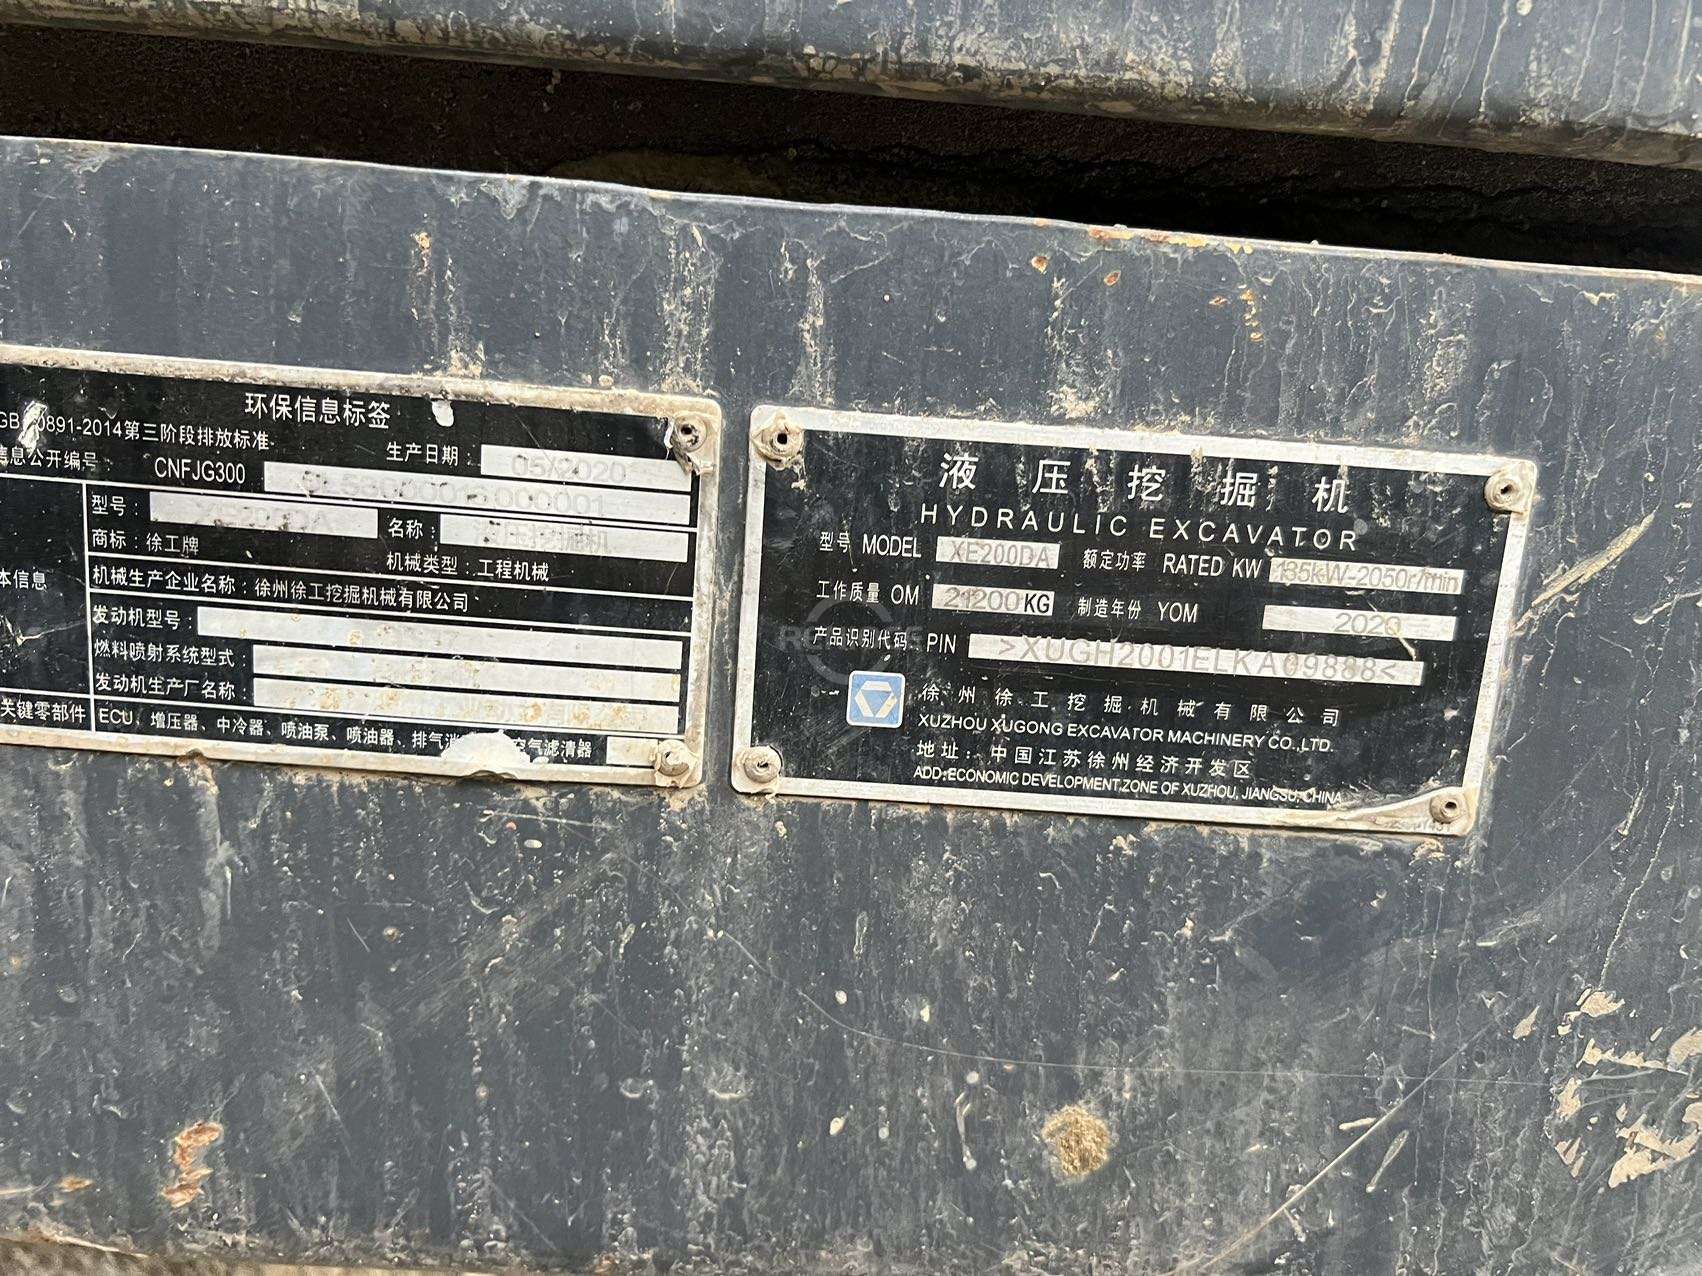 环保信息标签
0891-2014第三阶段排放标准
生产日期: 05/2020
信息公开编号 CNFJG300
型号: XE200DA 名称: 液压挖掘机
商标: 徐工牌 机械类型: 工程机械
本信息
机械生产企业名称: 徐州徐工挖掘机械有限公司
发动机型号:
燃料喷射系统型式:
发动机生产厂名称:
关键零部件 ECU、增压器、中冷器、喷油泵、喷油器、排气 空气滤清器
液压挖掘机
HYDRAULIC EXCAVATOR
型号 MODEL XE200DA 额定功率 RATED KW 135kW-2050r/min
工作质量 OM 21200KG 制造年份 YOM 2020
产品识别代码: PIN >XUGH2001ELKA09888<
徐州徐工挖掘机械有限公司
XUZHOU XUGONG EXCAVATOR MACHINERY CO.,LTD.
地址: 中国江苏徐州经济开发区
ADD:ECONOMIC DEVELOPMENT ZONE OF XUZHOU, JIANGSU, CHINA